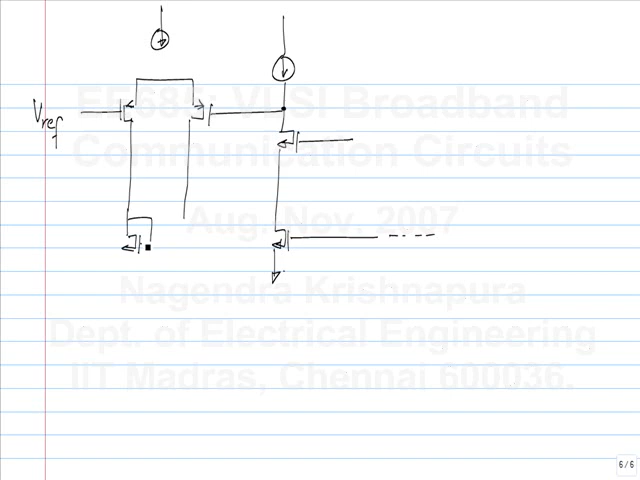 EE685: VLSI Broadband
Vref
Communication Circuits
Aug.-Nov. 2007
Nagendra Krishnapura
Dept. of Electrical Engineering
IIT Madras, Chennai 600036.
6/6